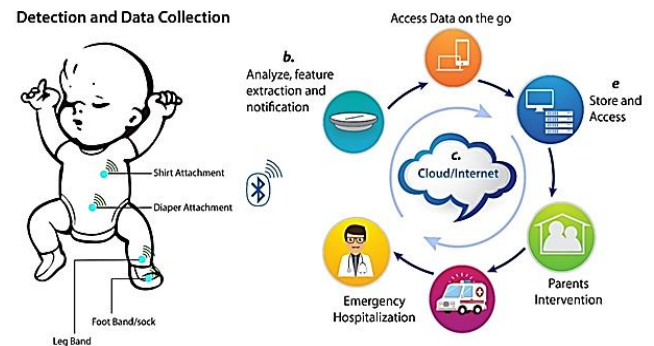 Detection and Data Collection
Shirt Attachment
Diaper Attachment
Foot Band/sock
Leg Band
Access Data on the go
b.
Analyze, feature
extraction and
notification
e
Store and
Access
c.
Cloud/Internet
Parents
Intervention
Emergency
Hospitalization